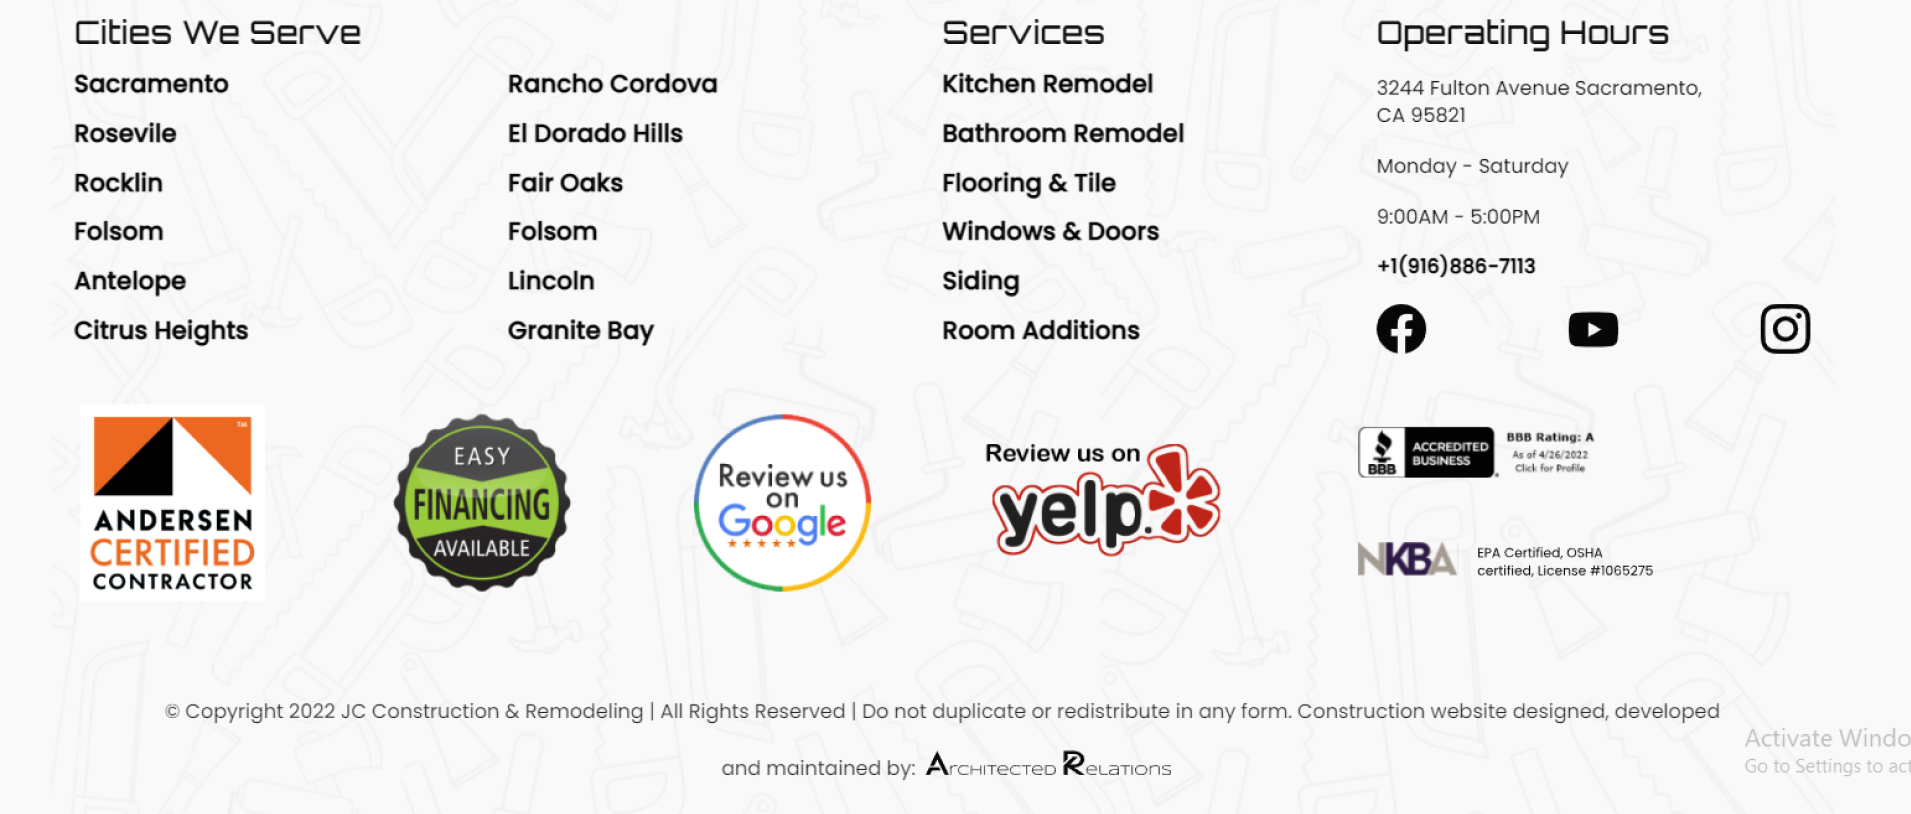 Cities We Serve
Sacramento
Rosevile
Rocklin
Folsom
Antelope
Citrus Heights
Rancho Cordova
El Dorado Hills
Fair Oaks
Folsom
Lincoln
Granite Bay
Services
Kitchen Remodel
Bathroom Remodel
Flooring & Tile
Windows & Doors
Siding
Room Additions
Operating Hours
3244 Fulton Avenue Sacramento,
CA 95821
Monday - Saturday
9:00AM - 5:00PM
+1(916)886-7113
TM
ANDERSEN
CERTIFIED
CONTRACTOR
EASY
FINANCING
AVAILABLE
Review us
on
Google
Review us on
yelp
BBB
ACCREDITED
BUSINESS
BBB Rating: A
As of 4/26/2022
Click for Profile
NKBA
EPA Certified, OSHA
certified, License #1065275
© Copyright 2022 JC Construction & Remodeling | All Rights Reserved | Do not duplicate or redistribute in any form. Construction website designed, developed
and maintained by: Architected Relations
Activate Windo
Go to Settings to act